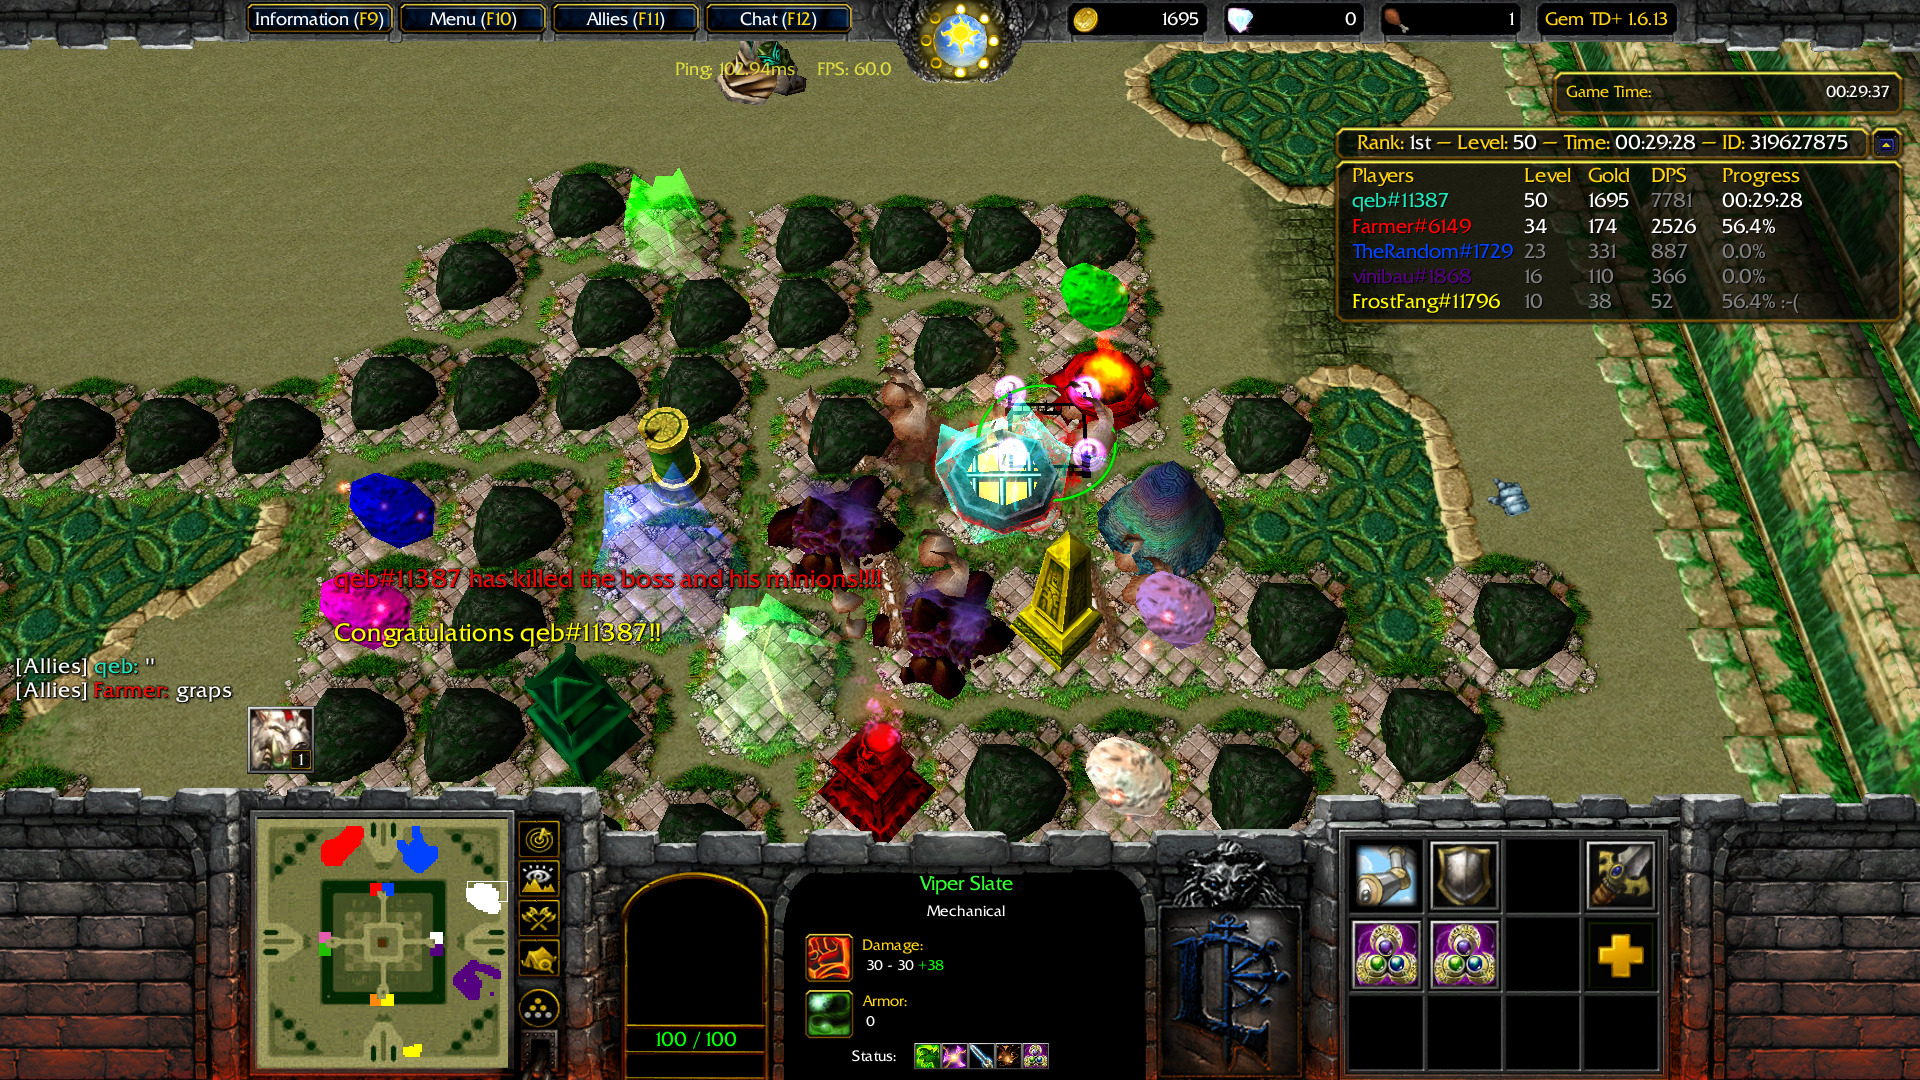 Information (F9)
Menu (F10)
Allies (F11)
Chat (F12)
1695
0
1
Gem TD+ 1.6.13
Ping: 102.94ms
FPS: 60.0
Game Time:
00:29:37
Rank: 1st – Level: 50 – Time: 00:29:28 – ID: 319627875
Players Level Gold DPS Progress
qeb#11387 50 1695 7781 00:29:28
Farmer#6149 34 174 2526 56.4%
TheRandom#1729 23 331 887 0.0%
vinibau#1868 16 110 366 0.0%
FrostFang#11796 10 38 52 56.4% :-(
qeb#11387 has killed the boss and his minions!!!!
Congratulations qeb#11387!!
[Allies] qeb: "
[Allies] Farmer: graps
1
Viper Slate
Mechanical
Damage:
30 - 30 +38
Armor:
0
100 / 100
Status: